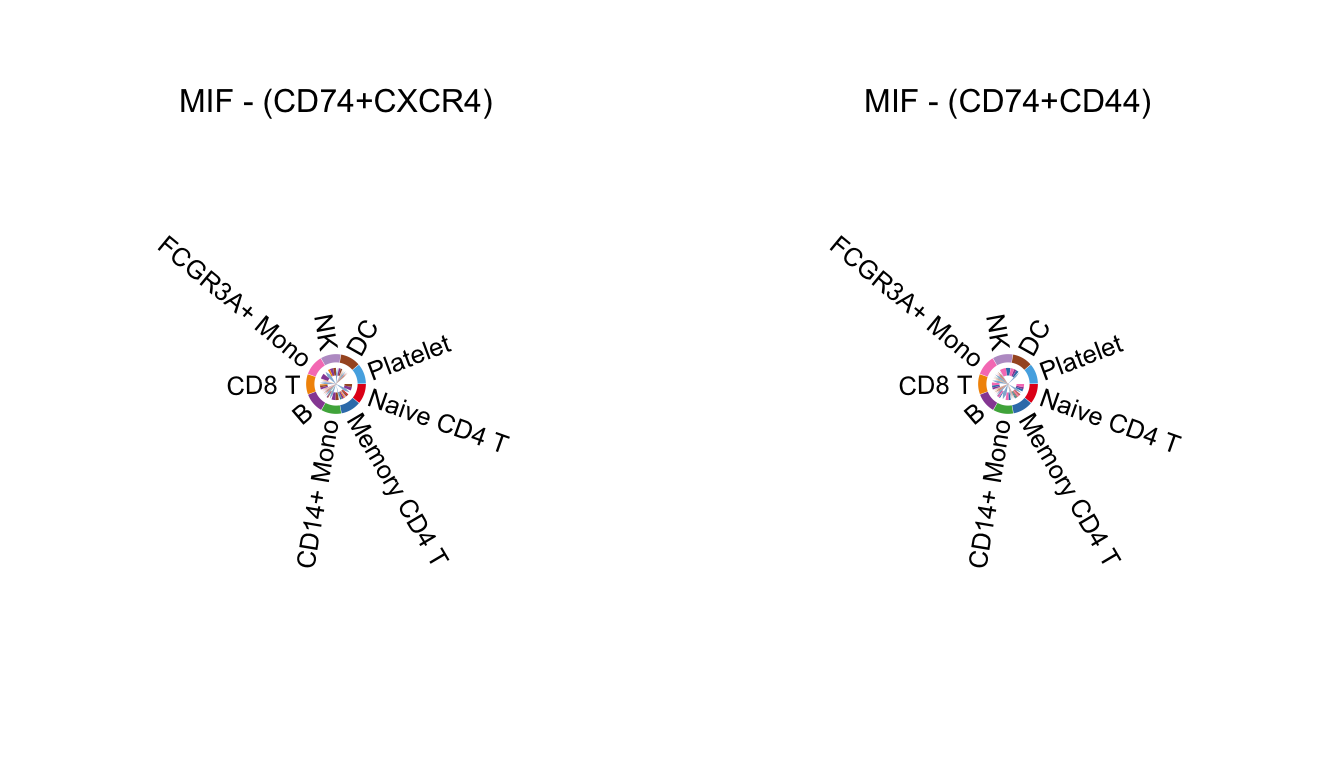 MIF - (CD74+CXCR4)
FCGR3A+ Mono
NK
DC
Platelet
CD8 T
Naive CD4 T
B
Memory CD4 T
CD14+ Mono
MIF - (CD74+CD44)
FCGR3A+ Mono
NK
DC
Platelet
CD8 T
Naive CD4 T
B
Memory CD4 T
CD14+ Mono